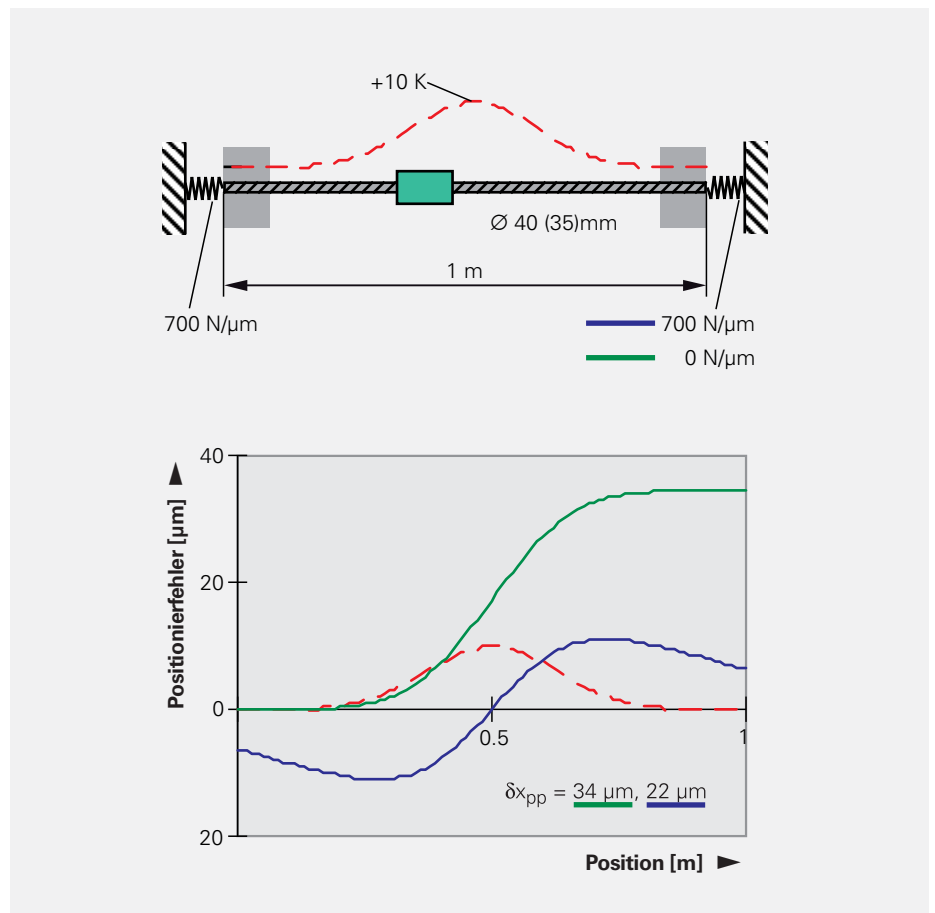 +10 K
Ø 40 (35)mm
1 m
700 N/µm
700 N/µm
0 N/µm
Positionierfehler [µm]
40
20
0
20
0.5
1
δxpp = 34 µm, 22 µm
Position [m]